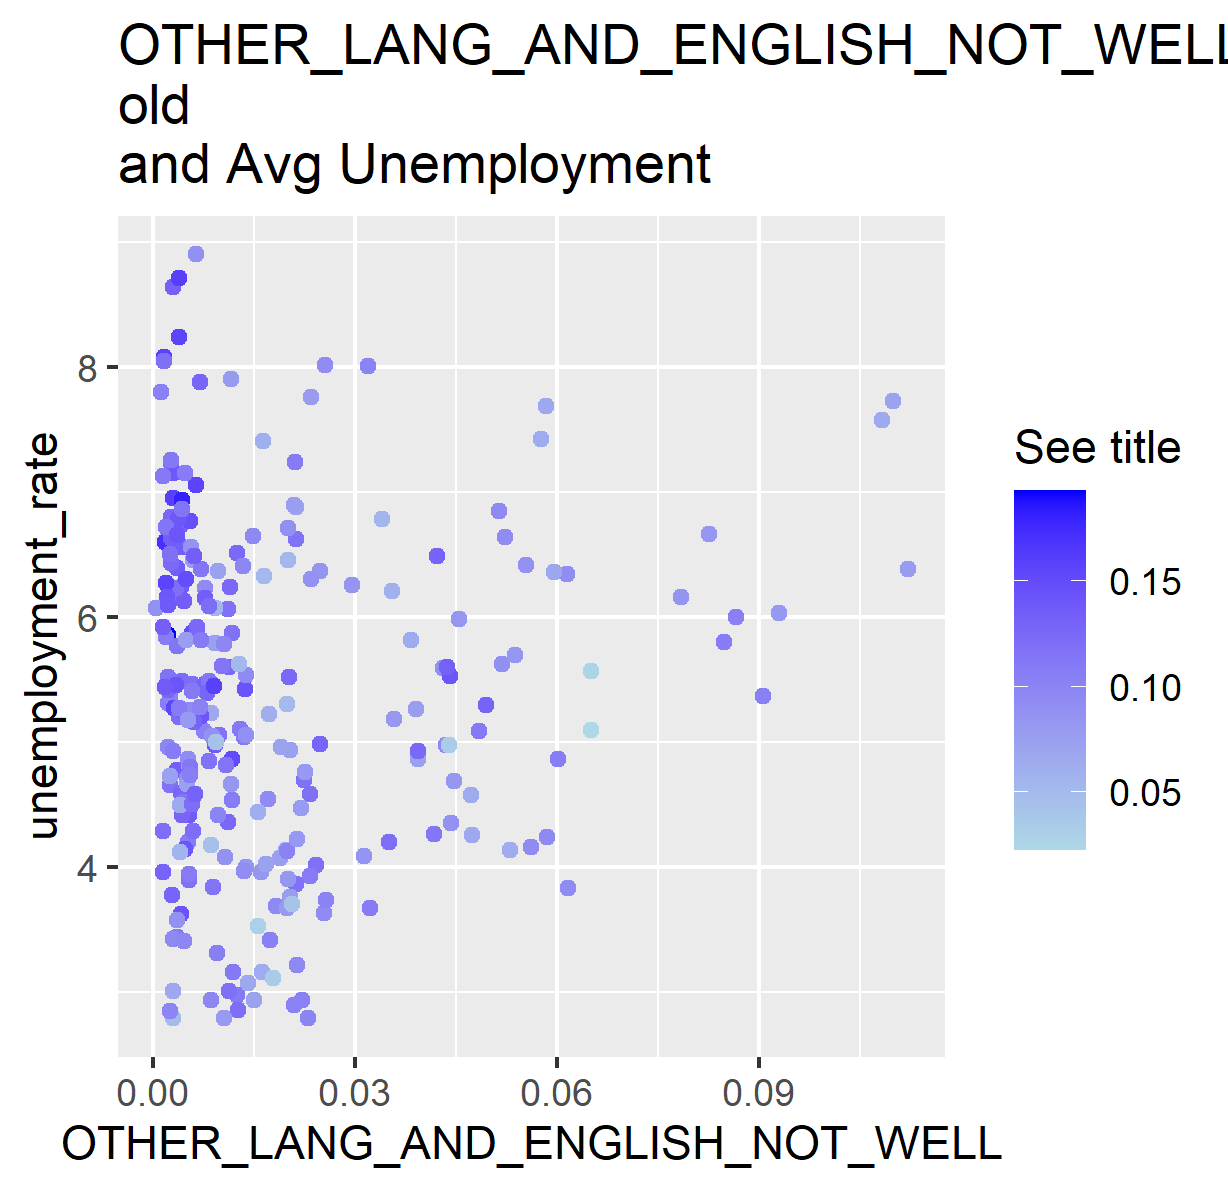 OTHER_LANG_AND_ENGLISH_NOT_WELL
old
and Avg Unemployment
unemployment_rate
8
6
4
0.00 0.03 0.06 0.09
OTHER_LANG_AND_ENGLISH_NOT_WELL
See title
0.15
0.10
0.05